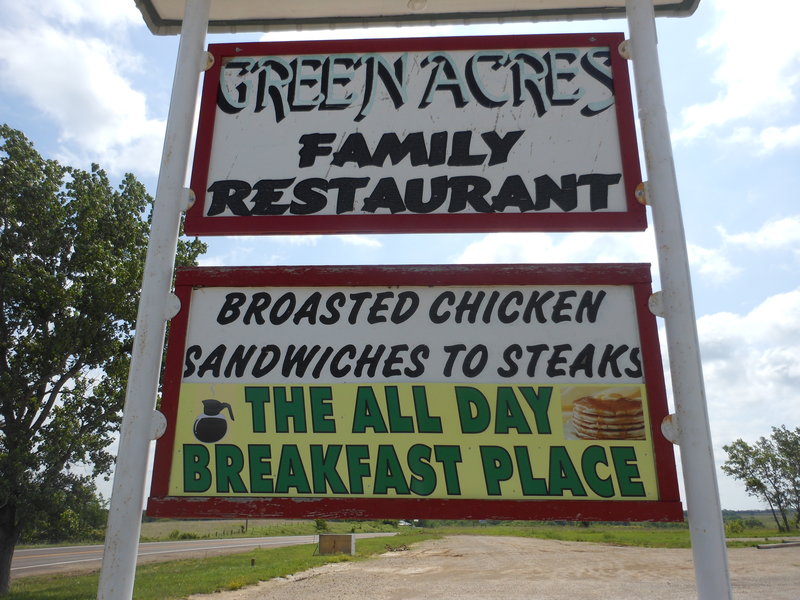 GREEN ACRES
FAMILY
RESTAURANT
BROASTED CHICKEN
SANDWICHES TO STEAKS
THE ALL DAY
BREAKFAST PLACE